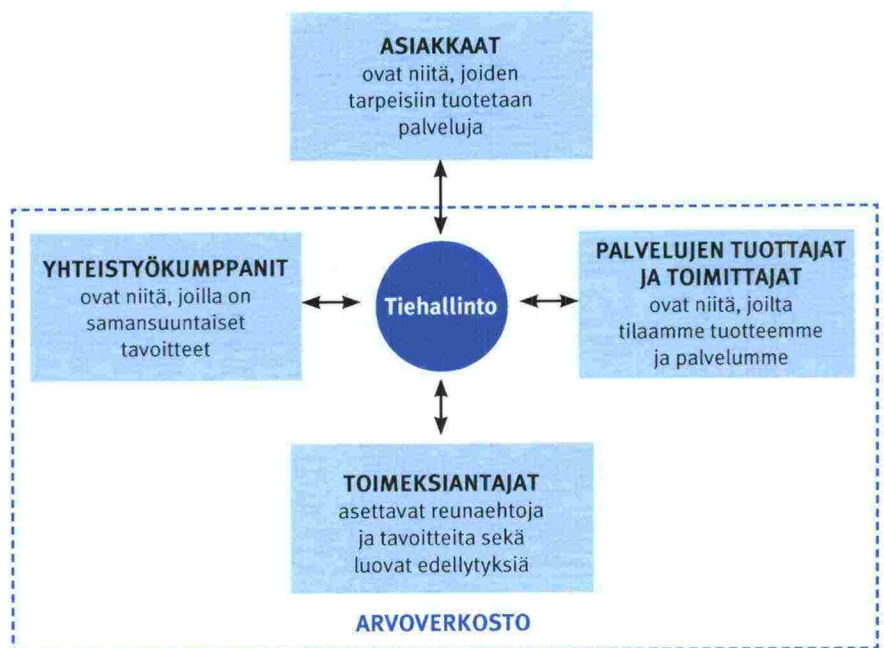 ASIAKKAAT
ovat niitä, joiden
tarpeisiin tuotetaan
palveluja
YHTEISTYÖKUMPPANIT
ovat niitä, joilla on
samansuuntaiset
tavoitteet
Tiehallinto
PALVELUJEN TUOTTAJAT
JA TOIMITTAJAT
ovat niitä, joilta
tilaamme tuotteemme
ja palvelumme
TOIMEKSIANTAJAT
asettavat reunaehtoja
ja tavoitteita sekä
luovat edellytyksiä
ARVOVERKOSTO